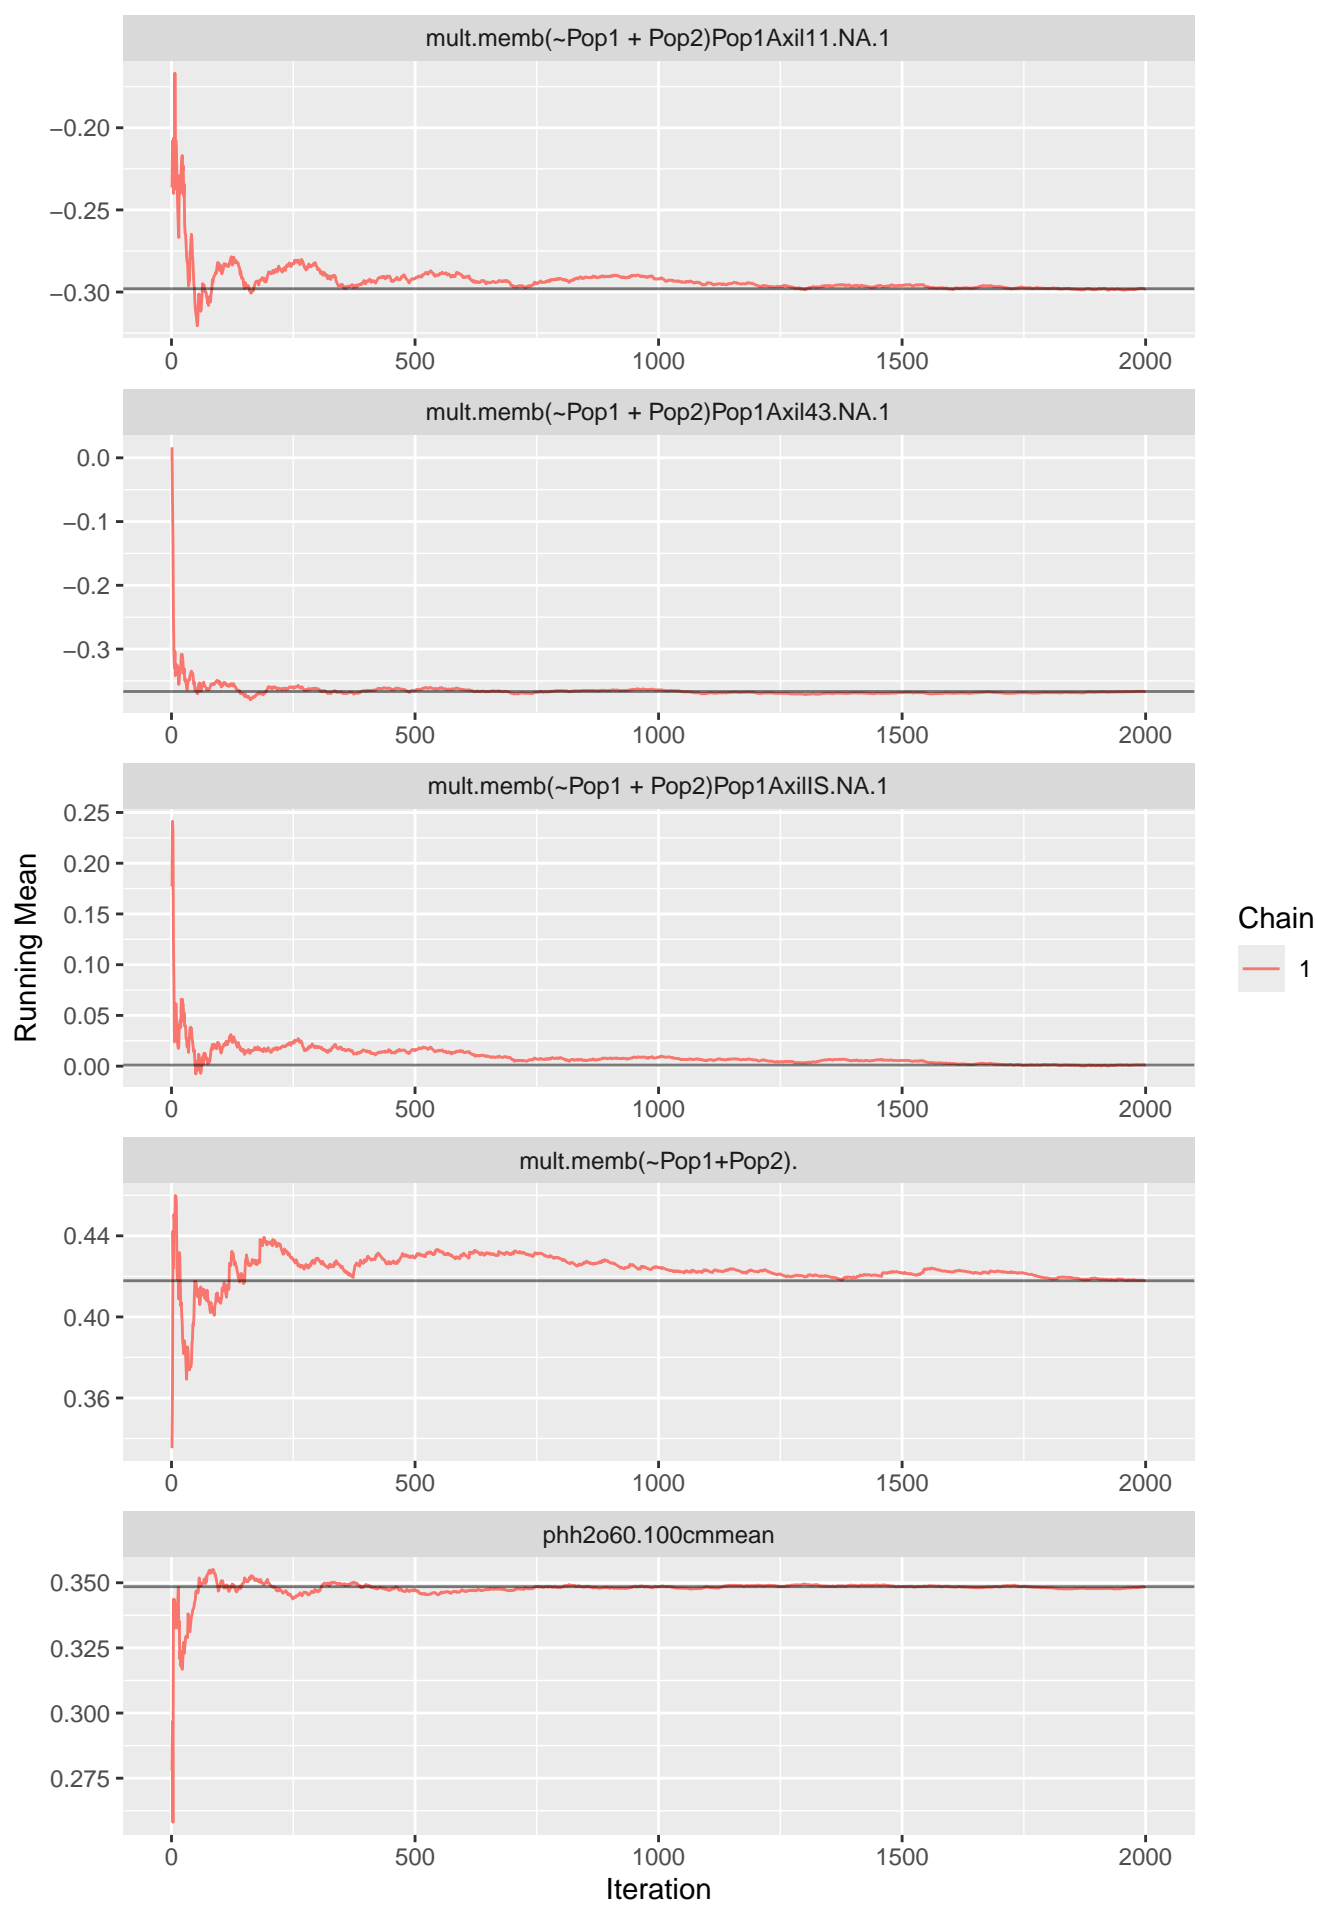 mult.memb(~Pop1 + Pop2)Pop1Axil11.NA.1
−0.20
−0.25
−0.30
0 500 1000 1500 2000
mult.memb(~Pop1 + Pop2)Pop1Axil43.NA.1
0.0
−0.1
−0.2
−0.3
0 500 1000 1500 2000
mult.memb(~Pop1 + Pop2)Pop1AxilIS.NA.1
0.25
0.20
0.15
0.10
0.05
0.00
0 500 1000 1500 2000
Running Mean
Chain
1
mult.memb(~Pop1+Pop2).
0.44
0.40
0.36
0 500 1000 1500 2000
phh2o60.100cmmean
0.350
0.325
0.300
0.275
0 500 1000 1500 2000
Iteration